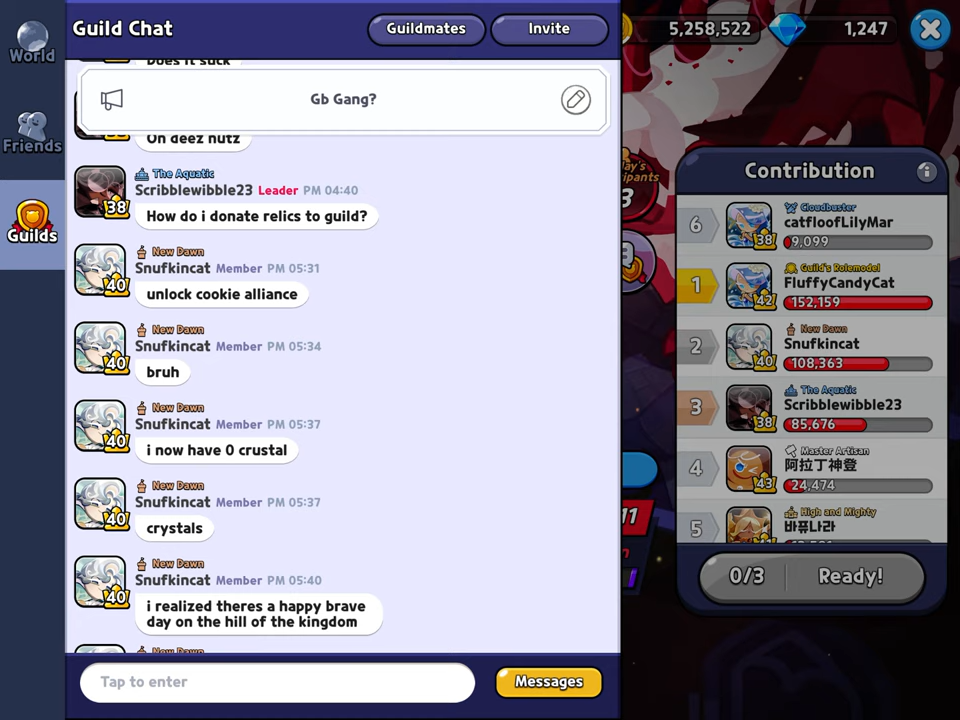 World
Friends
Guilds
Guild Chat
Guildmates
Invite
Does it suck
Gb Gang?
On deez nutz
The Aquatic
Scribblewibble23 Leader PM 04:40
38
How do i donate relics to guild?
New Dawn
Snufkincat Member PM 05:31
40
unlock cookie alliance
New Dawn
Snufkincat Member PM 05:34
40
bruh
New Dawn
Snufkincat Member PM 05:37
40
i now have 0 crustal
New Dawn
Snufkincat Member PM 05:37
40
crystals
New Dawn
Snufkincat Member PM 05:40
40
i realized theres a happy brave
day on the hill of the kingdom
New Dawn
Tap to enter
Messages
5,258,522
1,247
3
11
Contribution
6
Cloudbuster
catfloofLilyMar
38
9,099
1
Guild's Rolemodel
FluffyCandyCat
42
152,159
2
New Dawn
Snufkincat
40
108,363
3
The Aquatic
Scribblewibble23
38
85,676
4
Master Artisan
阿拉丁神登
43
24,474
5
High and Mighty
바퓨나라
0/3
Ready!